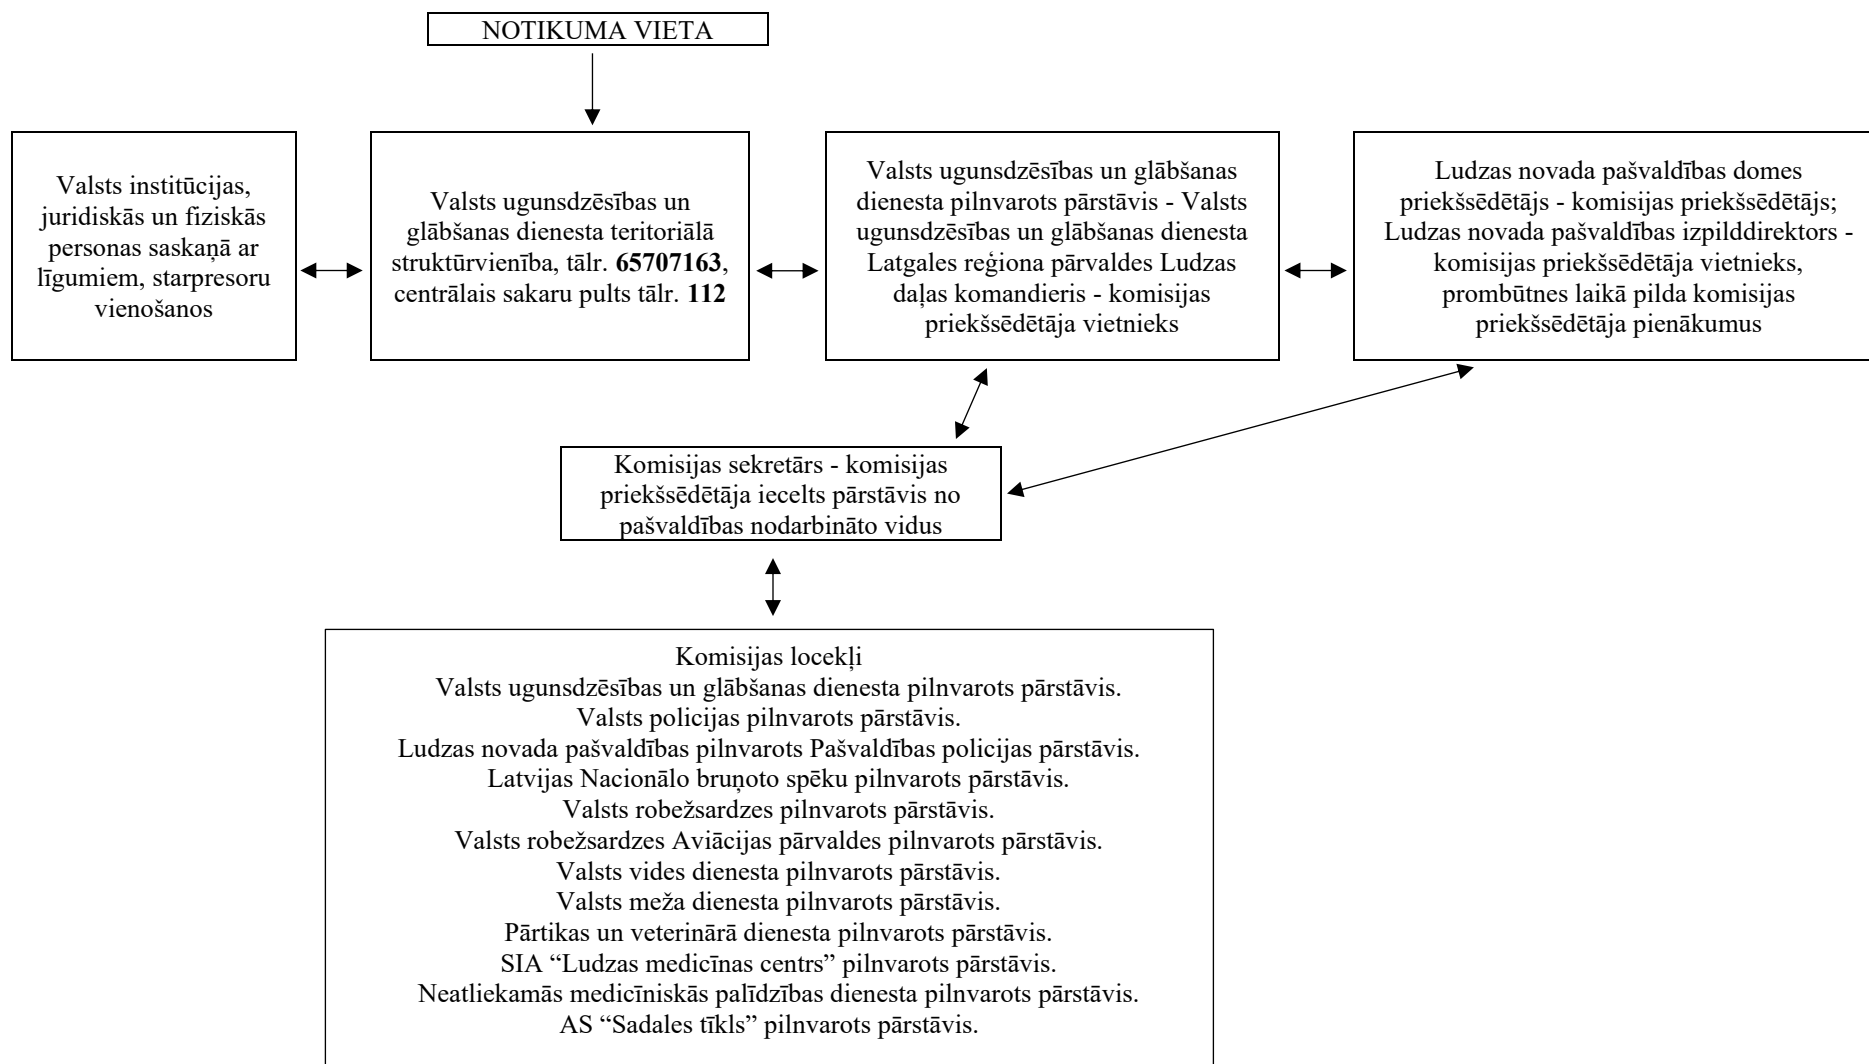 NOTIKUMA VIETA
Valsts institūcijas,
juridiskās un fiziskās
personas saskaņā ar
līgumiem, starpresoru
vienošanos
Valsts ugunsdzēsības un
glābšanas dienesta teritoriālā
struktūrvienība, tālr. 65707163,
centrālais sakaru pults tālr. 112
Valsts ugunsdzēsības un glābšanas
dienesta pilnvarots pārstāvis - Valsts
ugunsdzēsības un glābšanas dienesta
Latgales reģiona pārvaldes Ludzas
daļas komandieris - komisijas
priekšsēdētāja vietnieks
Ludzas novada pašvaldības domes
priekšsēdētājs - komisijas priekšsēdētājs;
Ludzas novada pašvaldības izpilddirektors -
komisijas priekšsēdētāja vietnieks,
prombūtnes laikā pilda komisijas
priekšsēdētāja pienākumus
Komisijas sekretārs - komisijas
priekšsēdētāja iecelts pārstāvis no
pašvaldības nodarbināto vidus
Komisijas locekļi
Valsts ugunsdzēsības un glābšanas dienesta pilnvarots pārstāvis.
Valsts policijas pilnvarots pārstāvis.
Ludzas novada pašvaldības pilnvarots Pašvaldības policijas pārstāvis.
Latvijas Nacionālo bruņoto spēku pilnvarots pārstāvis.
Valsts robežsardzes pilnvarots pārstāvis.
Valsts robežsardzes Aviācijas pārvaldes pilnvarots pārstāvis.
Valsts vides dienesta pilnvarots pārstāvis.
Valsts meža dienesta pilnvarots pārstāvis.
Pārtikas un veterinārā dienesta pilnvarots pārstāvis.
SIA “Ludzas medicīnas centrs” pilnvarots pārstāvis.
Neatliekamās medicīniskās palīdzības dienesta pilnvarots pārstāvis.
AS “Sadales tīkls” pilnvarots pārstāvis.